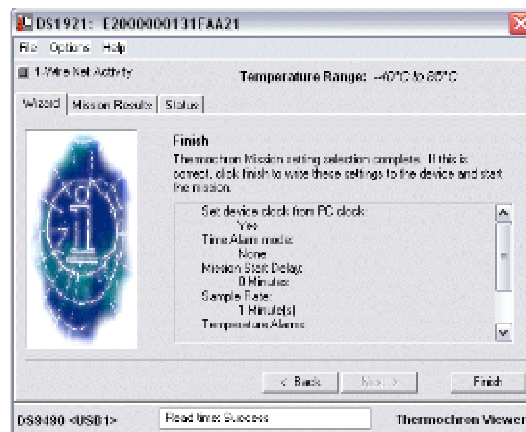 DS1921: E2000000131FAA21
File Options Help
1-Wire Net Activity
Temperature Range: -40°C to 85°C
Wizard Mission Results Status
Finish
Thermochron Mission setting selection complete. If this is
correct, click finish to write these settings to the device and start
the mission.
Set device clock from PC clock:
Yes
Time Alarm mode:
None
Mission Start Delay:
0 Minutes
Sample Rate:
1 Minute(s)
Temperature Alarms:
< Back Next > Finish
DS9490 <USB1> Read time: Success Thermochron Viewer